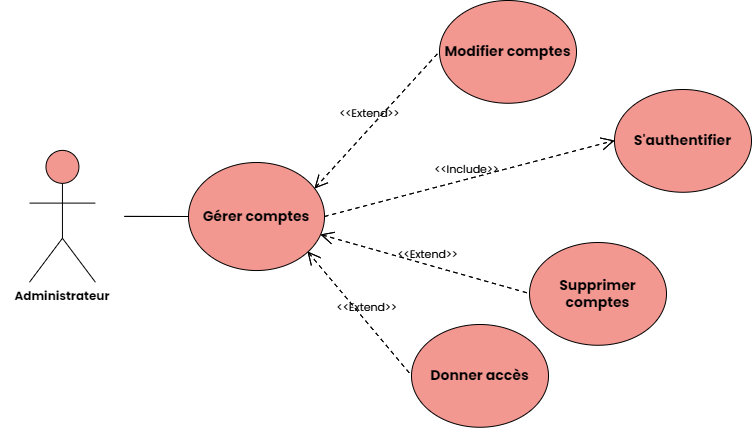 Modifier comptes
<<Extend>>
S'authentifier
<<Include>>
Gérer comptes
<<Extend>>
Supprimer
comptes
Administrateur
<<Extend>>
Donner accès